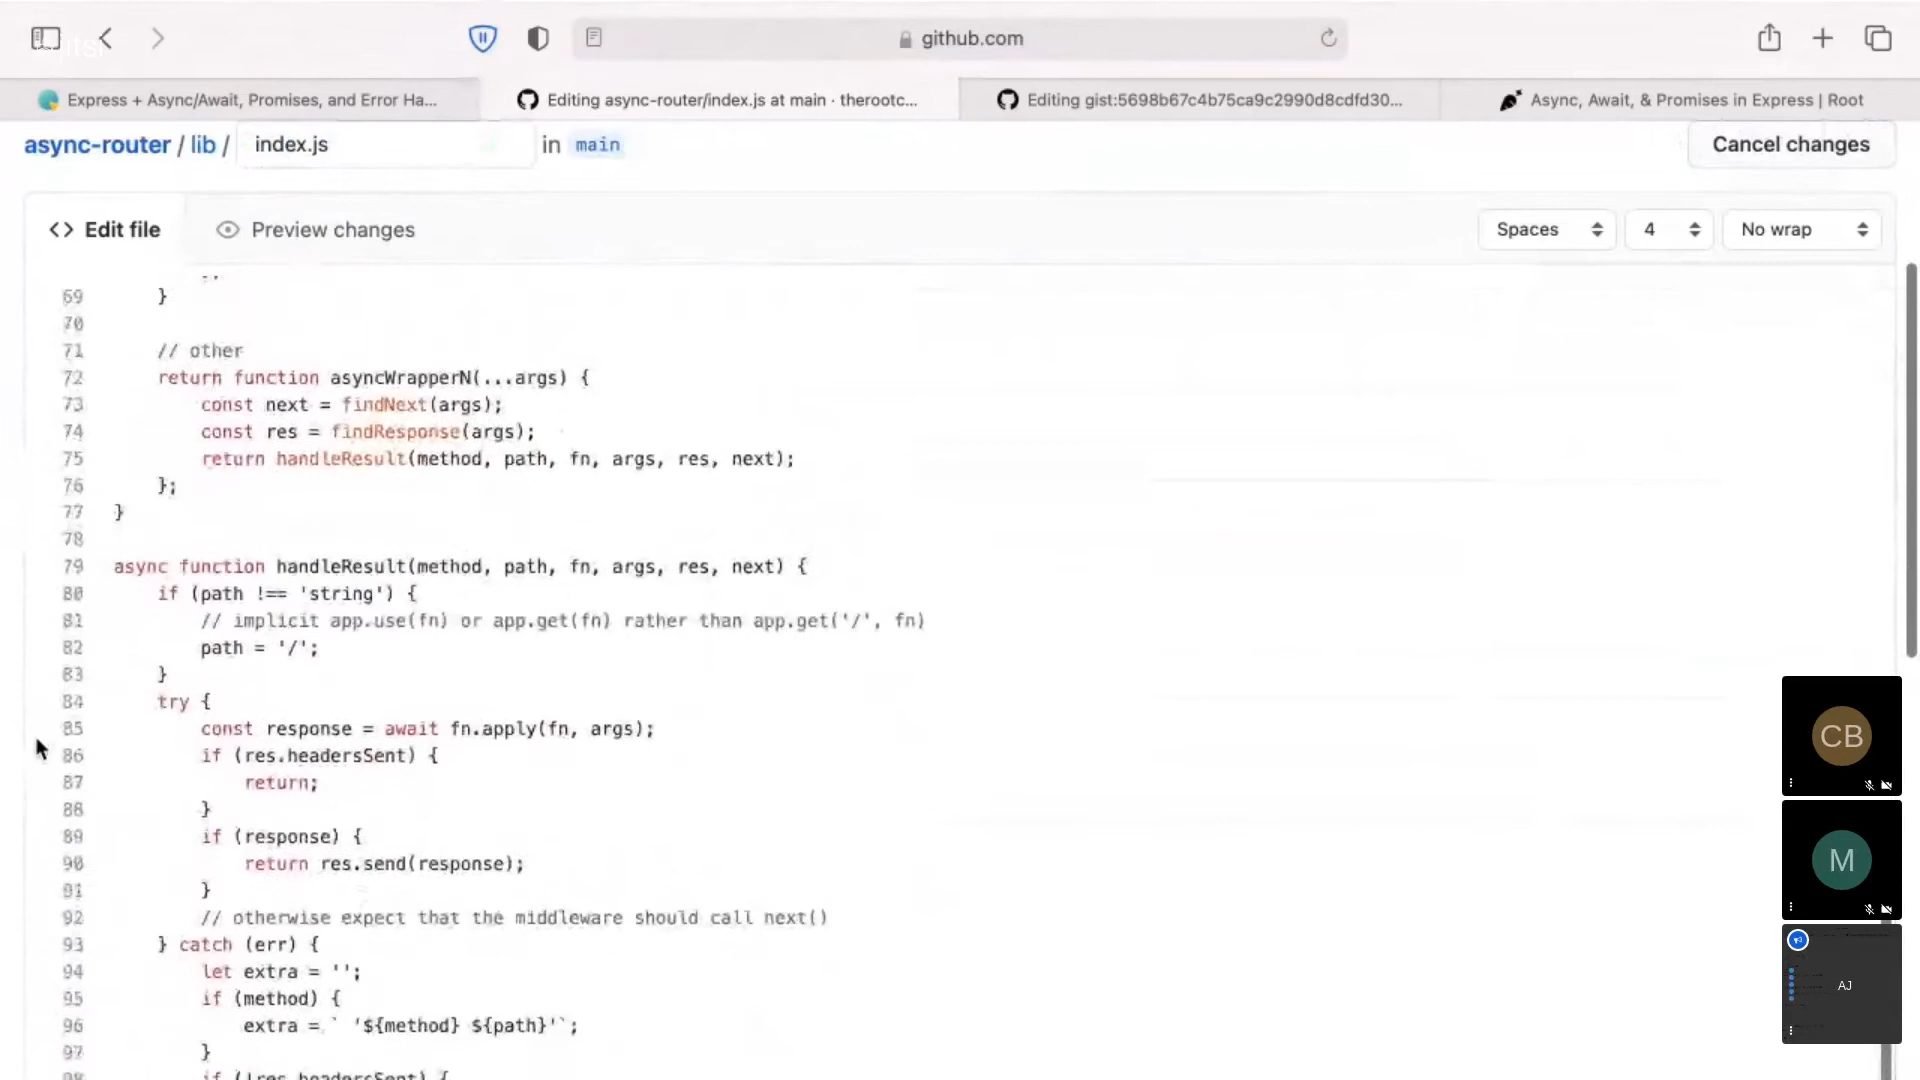 github.com
Express + Async/Await, Promises, and Error Ha...
Editing async-router/index.js at main · therootc...
Editing gist:5698b67c4b75ca9c2990d8cdfd30...
Async, Await, & Promises in Express | Root
async-router / lib / index.js in main
Cancel changes
<> Edit file
Preview changes
Spaces
4
No wrap
69 }
70
71 // other
72 return function asyncWrapperN(...args) {
73 const next = findNext(args);
74 const res = findResponse(args);
75 return handleResult(method, path, fn, args, res, next);
76 };
77 }
78
79 async function handleResult(method, path, fn, args, res, next) {
80 if (path !== 'string') {
81 // implicit app.use(fn) or app.get(fn) rather than app.get('/', fn)
82 path = '/';
83 }
84 try {
85 const response = await fn.apply(fn, args);
86 if (res.headersSent) {
87 return;
88 }
89 if (response) {
90 return res.send(response);
91 }
92 // otherwise expect that the middleware should call next()
93 } catch (err) {
94 let extra = '';
95 if (method) {
96 extra = ` '${method} ${path}'`;
97 }
98 if (!res.headersSent) {
CB
M
AJ